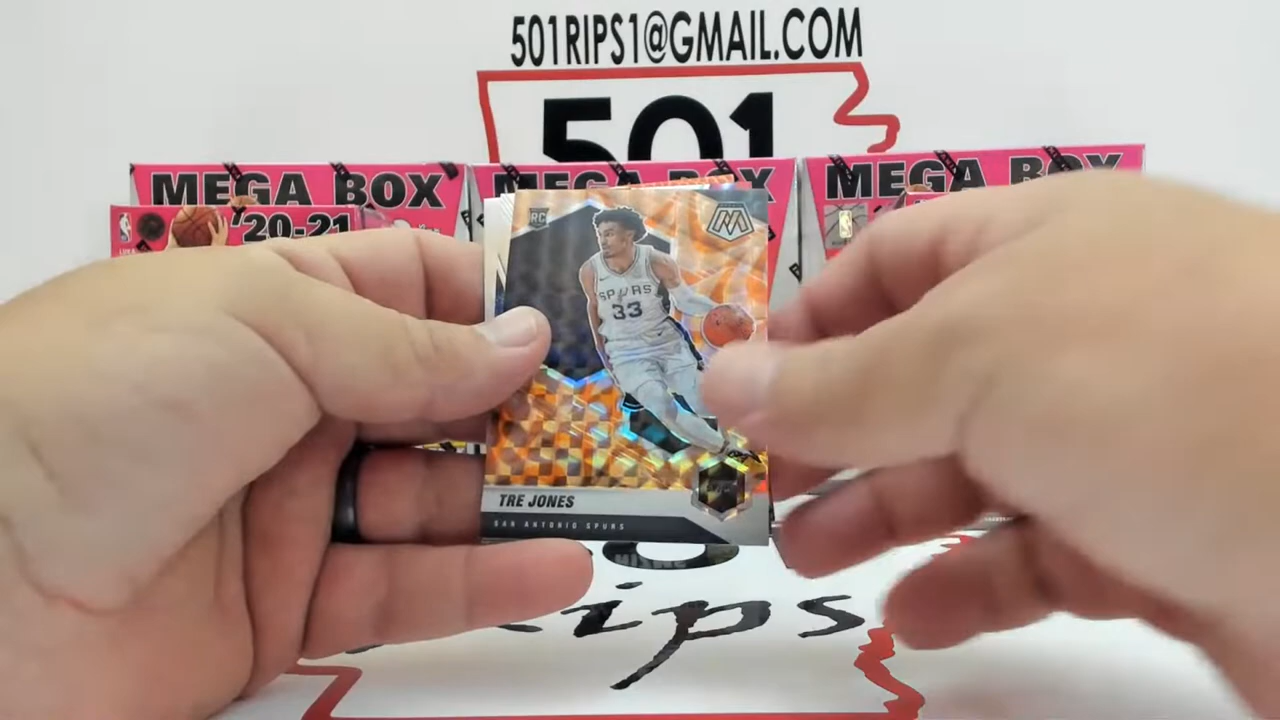 501RIPS1@GMAIL.COM
501
MEGA BOX
MEGA BOX
MEGA BOX
'20-21
RC
SPURS
33
TRE JONES
SAN ANTONIO SPURS
ips